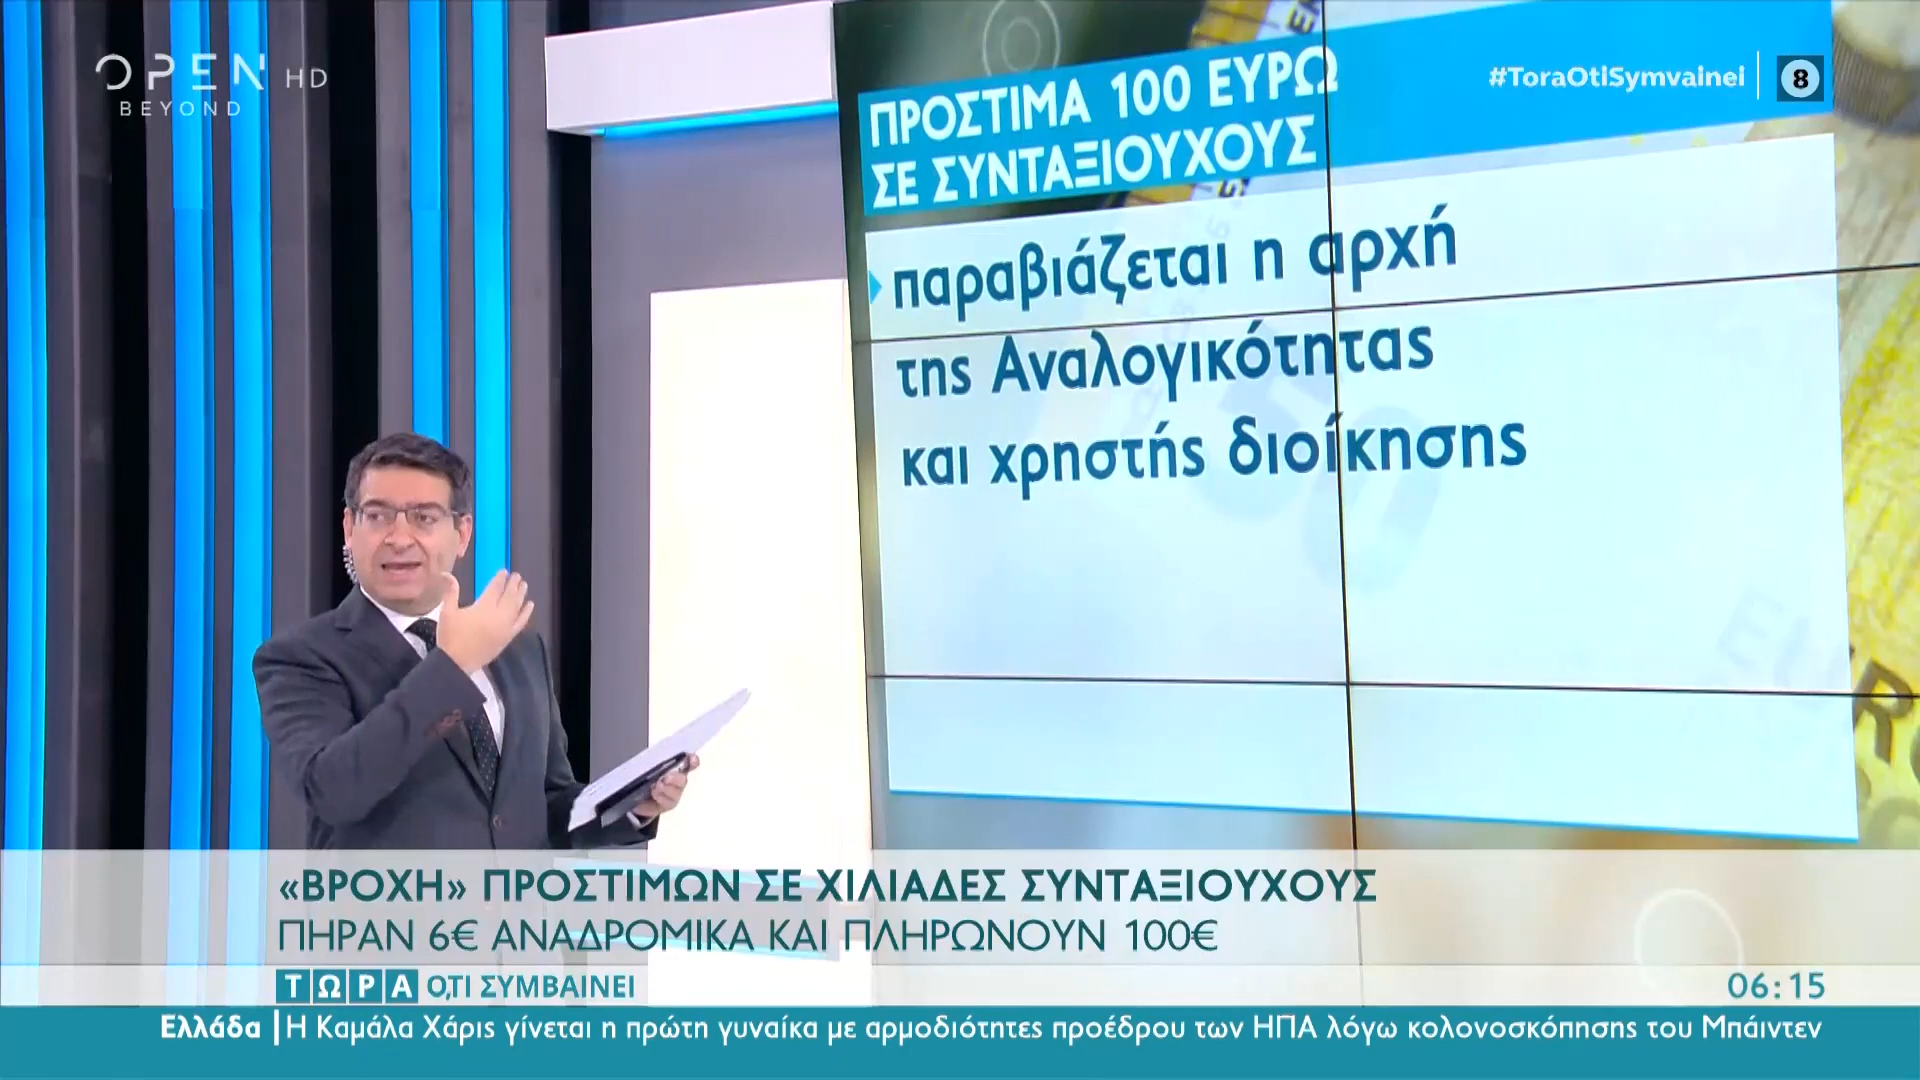 OPEN HD
BEYOND
#ToraOtiSymvainei
8
ΠΡΟΣΤΙΜΑ 100 ΕΥΡΩ
ΣΕ ΣΥΝΤΑΞΙΟΥΧΟΥΣ
παραβιάζεται η αρχή
της Αναλογικότητας
και χρηστής διοίκησης
EURO
«ΒΡΟΧΗ» ΠΡΟΣΤΙΜΩΝ ΣΕ ΧΙΛΙΑΔΕΣ ΣΥΝΤΑΞΙΟΥΧΟΥΣ
ΠΗΡΑΝ 6€ ΑΝΑΔΡΟΜΙΚΑ ΚΑΙ ΠΛΗΡΩΝΟΥΝ 100€
ΤΩΡΑ Ο,ΤΙ ΣΥΜΒΑΙΝΕΙ
06:15
Ελλάδα | Η Καμάλα Χάρις γίνεται η πρώτη γυναίκα με αρμοδιότητες προέδρου των ΗΠΑ λόγω κολονοσκόπησης του Μπάιντεν